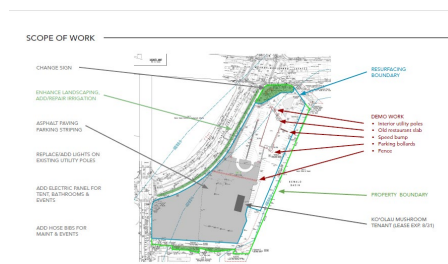 SCOPE OF WORK
CHANGE SIGN
ENHANCE LANDSCAPING
ADD/REPAIR IRRIGATION
ASPHALT PAVING
PARKING STRIPING
REPLACE/ADD LIGHTS ON
EXISTING UTILITY POLES
ADD ELECTRIC PANEL FOR
TENT, BATHROOMS &
EVENTS
ADD HOSE BIBS FOR
MAINT & EVENTS
RESURFACING
BOUNDARY
DEMO WORK
• Interior utility poles
• Old restaurant slab
• Speed bump
• Parking bollards
• Fence
PROPERTY BOUNDARY
KO'OLAU MUSHROOM
TENANT (LEASE EXP 8/31)